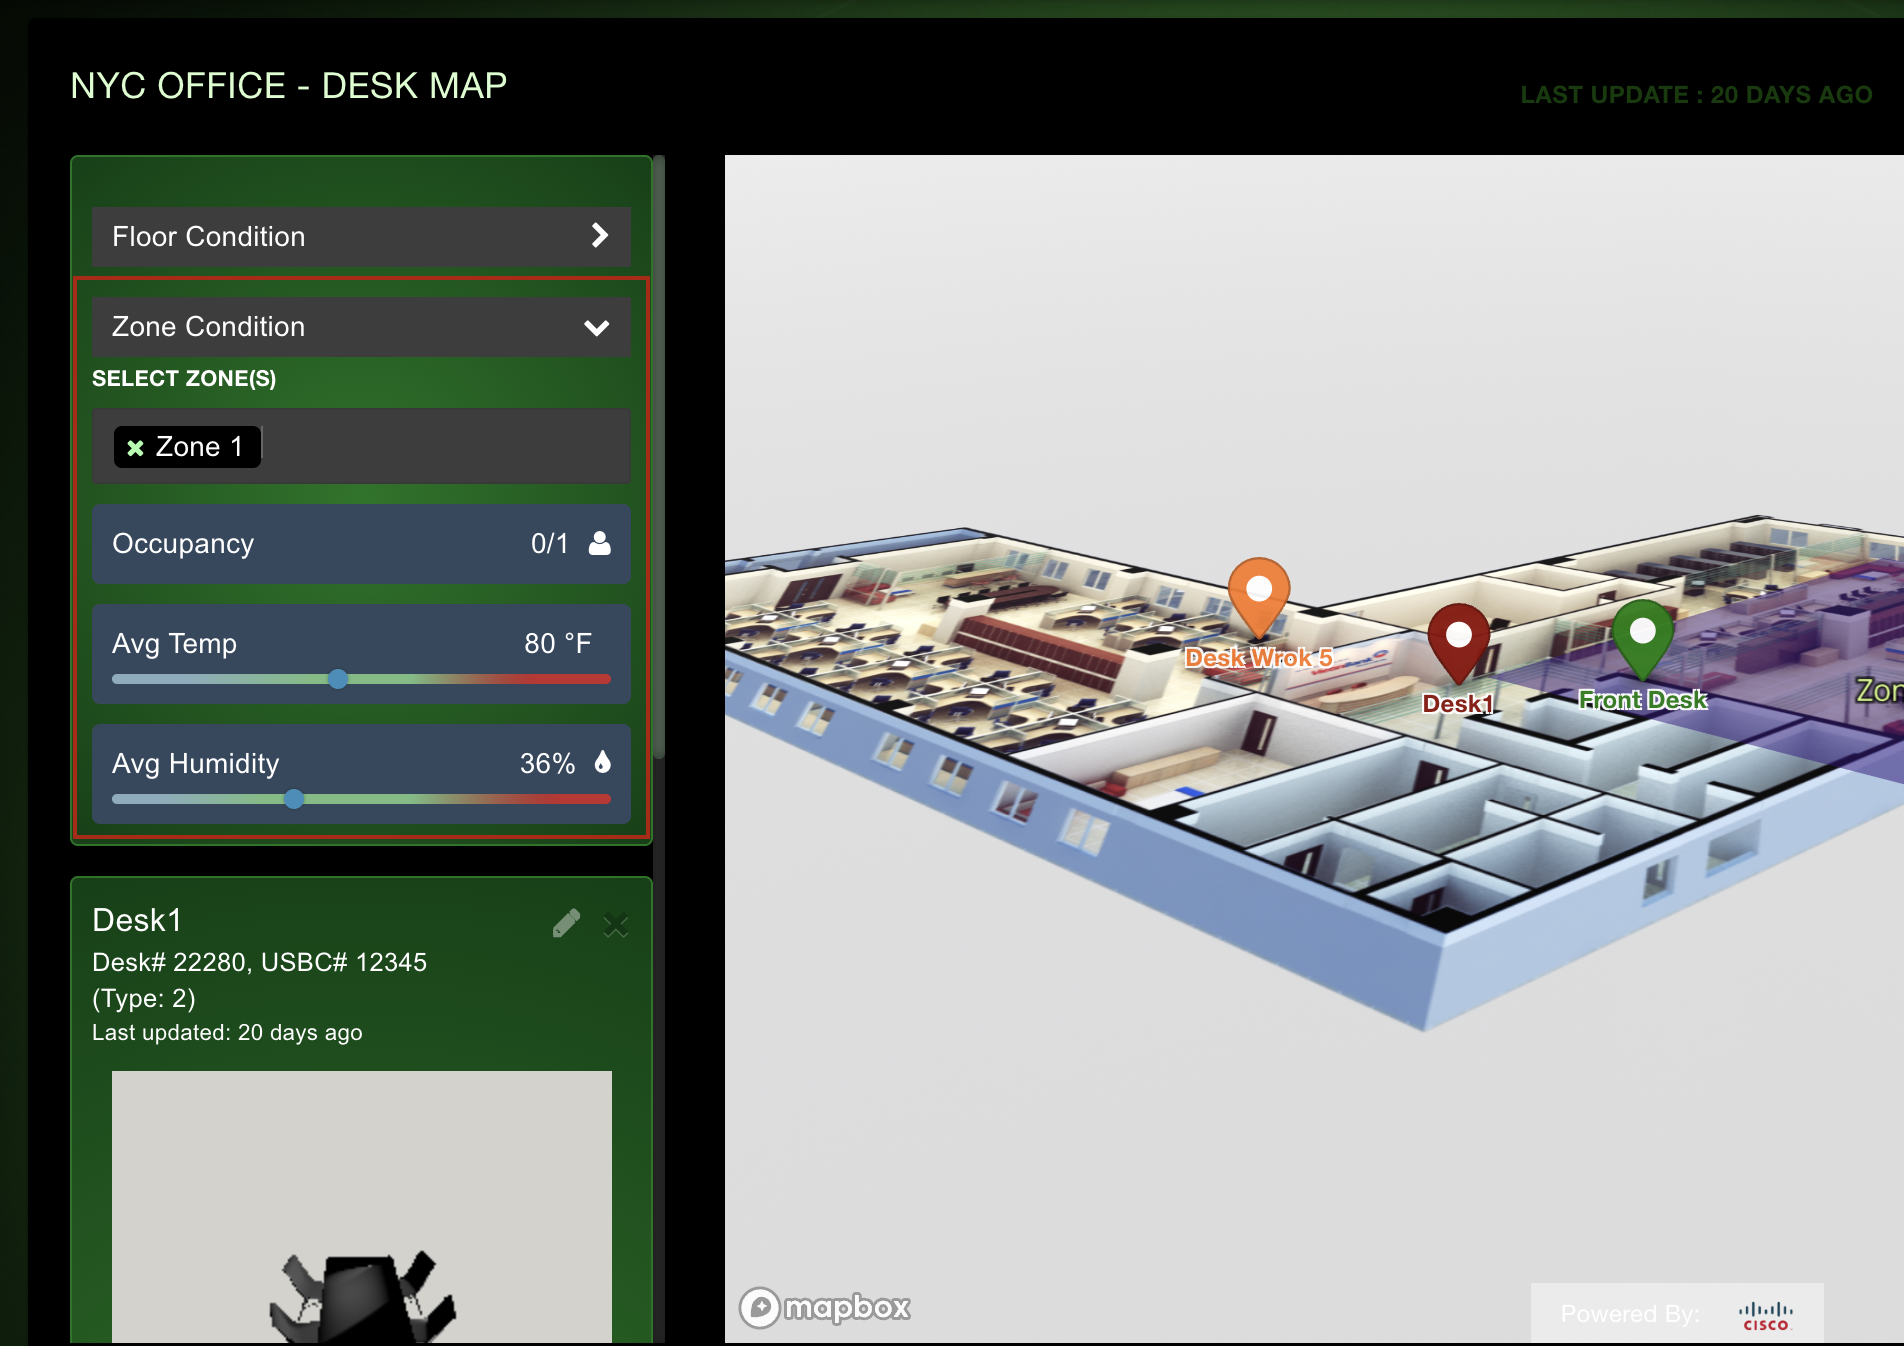 NYC OFFICE - DESK MAP
LAST UPDATE : 20 DAYS AGO
Floor Condition
Zone Condition
SELECT ZONE(S)
Zone 1
Occupancy 0/1
Avg Temp 80 °F
Avg Humidity 36%
Desk1
Desk# 22280, USBC# 12345
(Type: 2)
Last updated: 20 days ago
Desk Wrok 5
Desk1
Front Desk
Zon
mapbox
Powered By:
CISCO